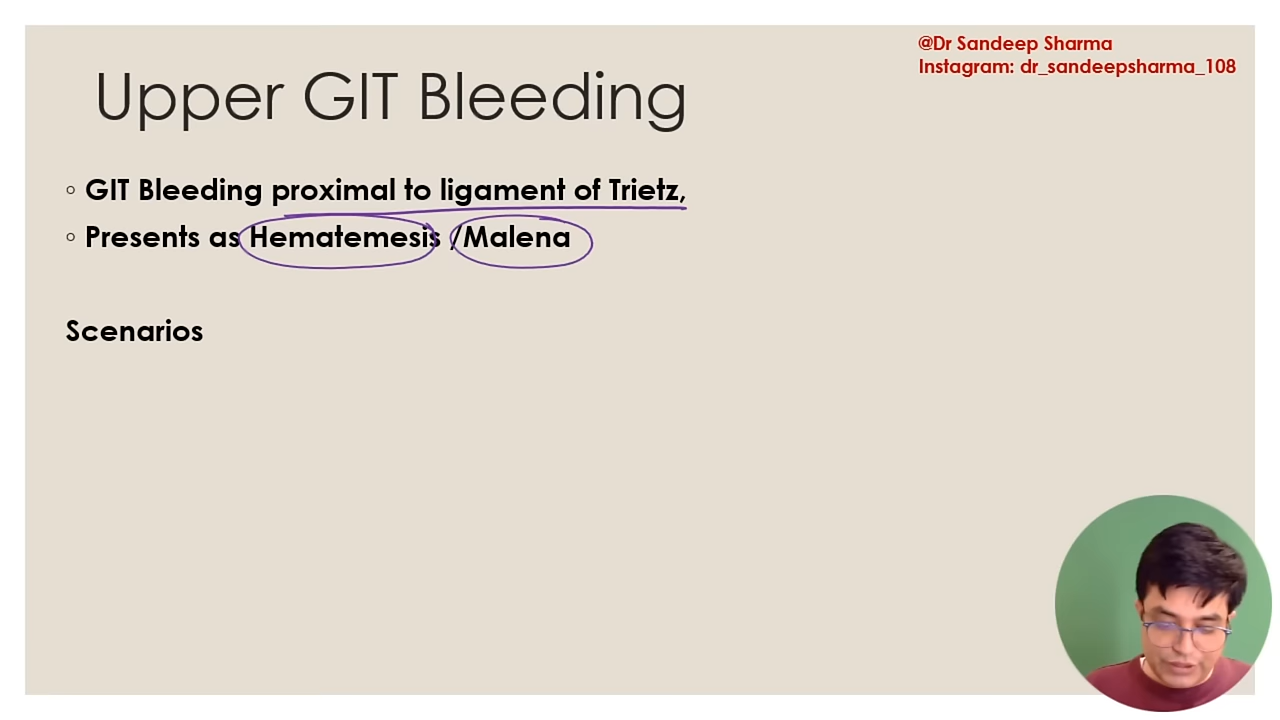 @Dr Sandeep Sharma
Instagram: dr_sandeepsharma_108
Upper GIT Bleeding
◦ GIT Bleeding proximal to ligament of Trietz,
◦ Presents as Hematemesis /Malena
Scenarios